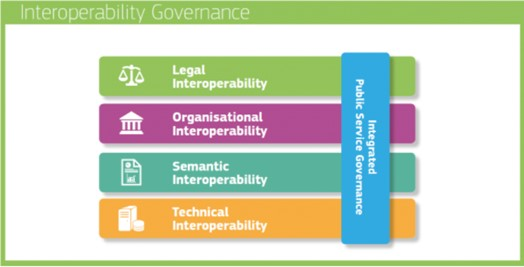 Interoperability Governance
Legal
Interoperability
Organisational
Interoperability
Semantic
Interoperability
Technical
Interoperability
Integrated
Public Service Governance